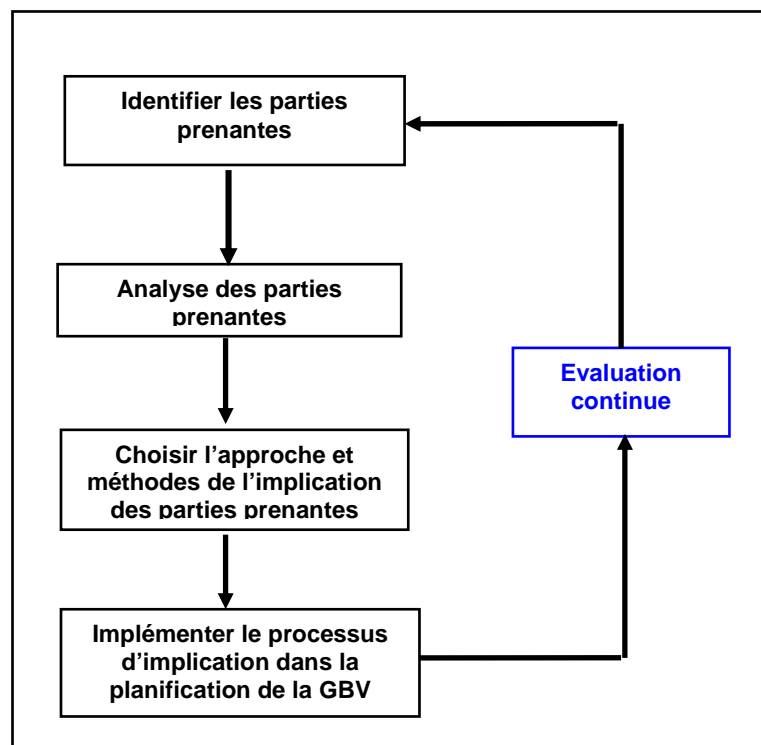 Identifier les parties
prenantes
Analyse des parties
prenantes
Evaluation
continue
Choisir l’approche et
méthodes de l’implication
des parties prenantes
Implémenter le processus
d’implication dans la
planification de la GBV